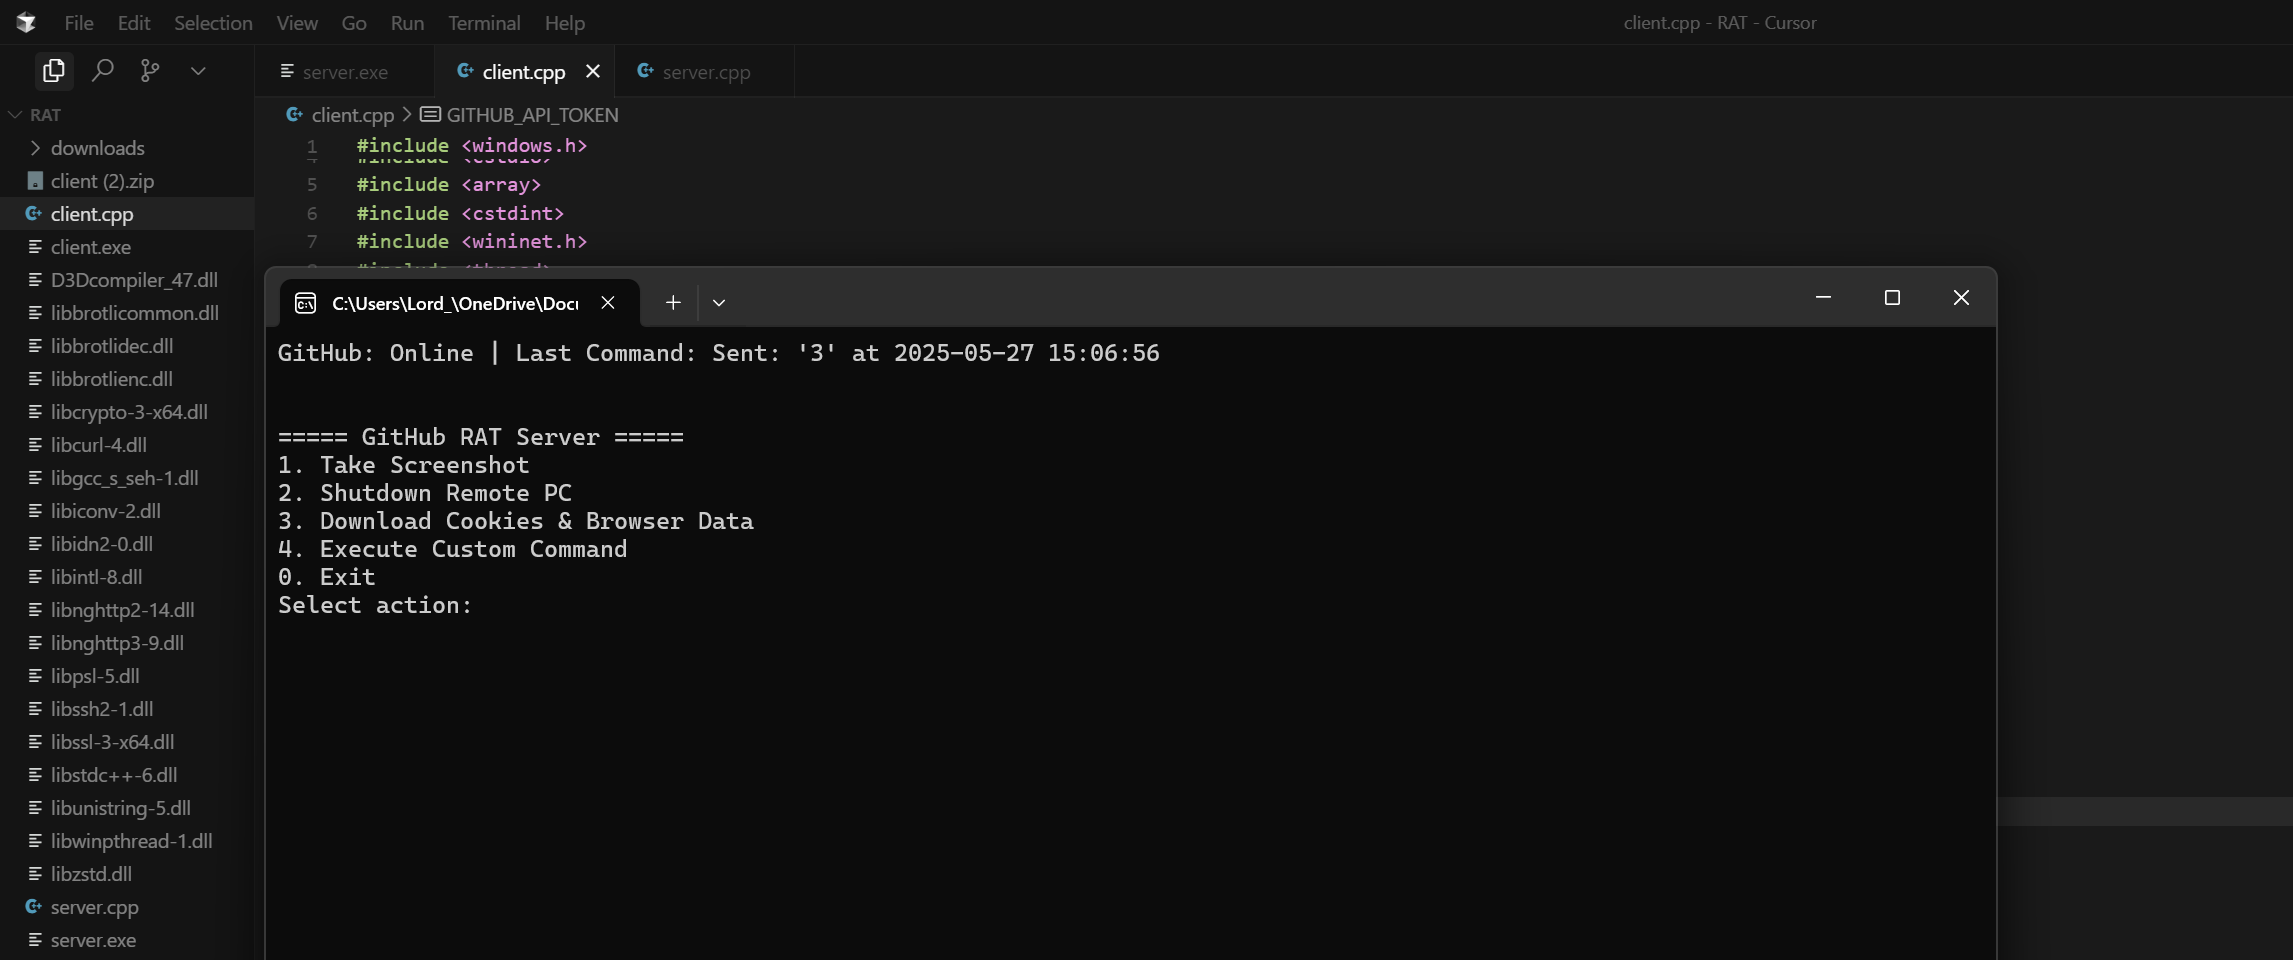 File Edit Selection View Go Run Terminal Help
client.cpp - RAT - Cursor
server.exe
client.cpp
server.cpp
RAT
downloads
client (2).zip
client.cpp
client.exe
D3Dcompiler_47.dll
libbrotlicommon.dll
libbrotlidec.dll
libbrotlienc.dll
libcrypto-3-x64.dll
libcurl-4.dll
libgcc_s_seh-1.dll
libiconv-2.dll
libidn2-0.dll
libintl-8.dll
libnghttp2-14.dll
libnghttp3-9.dll
libpsl-5.dll
libssh2-1.dll
libssl-3-x64.dll
libstdc++-6.dll
libunistring-5.dll
libwinpthread-1.dll
libzstd.dll
server.cpp
server.exe
client.cpp > GITHUB_API_TOKEN
1 #include <windows.h>
5 #include <array>
6 #include <cstdint>
7 #include <wininet.h>
C:\Users\Lord_\OneDrive\Docu
GitHub: Online | Last Command: Sent: '3' at 2025-05-27 15:06:56
===== GitHub RAT Server =====
1. Take Screenshot
2. Shutdown Remote PC
3. Download Cookies & Browser Data
4. Execute Custom Command
0. Exit
Select action: